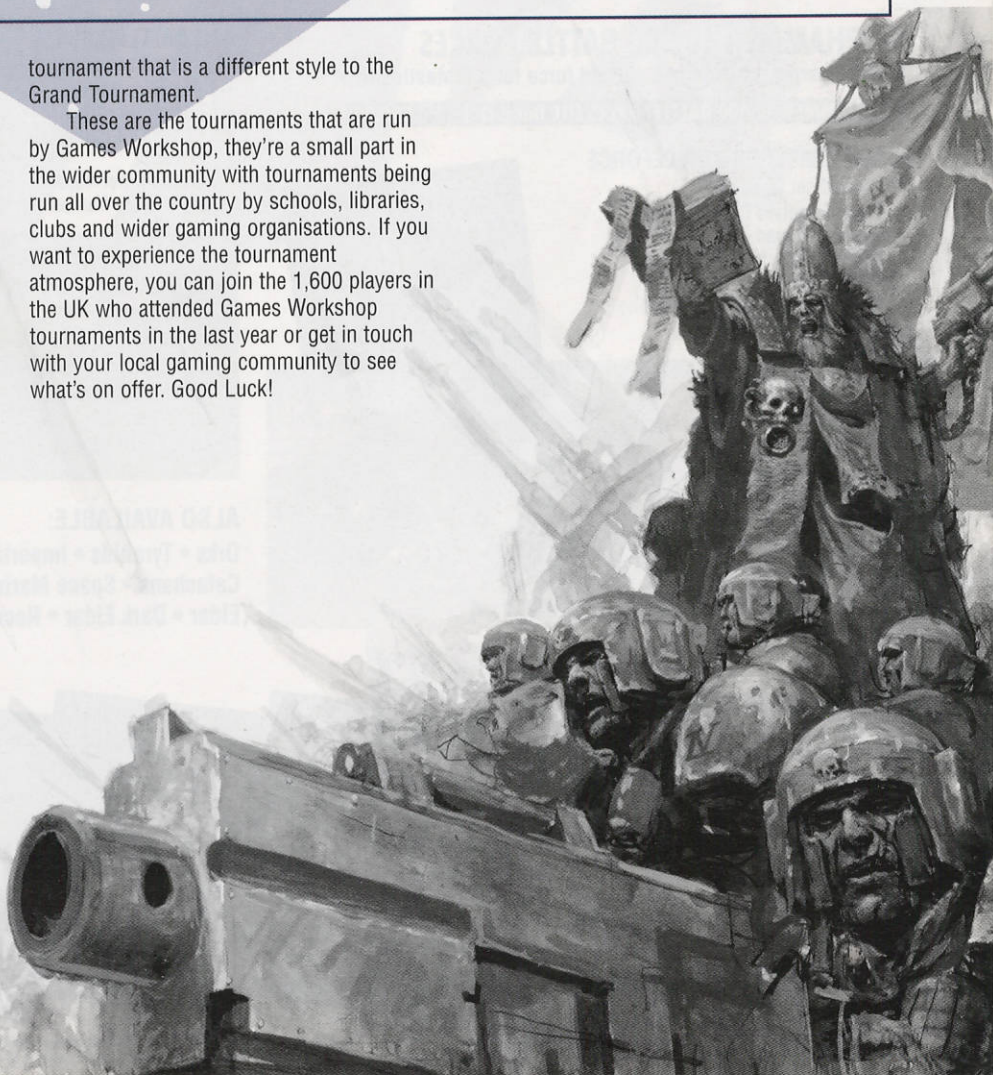 tournament that is a different style to the
Grand Tournament.
These are the tournaments that are run
by Games Workshop, they're a small part in
the wider community with tournaments being
run all over the country by schools, libraries,
clubs and wider gaming organisations. If you
want to experience the tournament
atmosphere, you can join the 1,600 players in
the UK who attended Games Workshop
tournaments in the last year or get in touch
with your local gaming community to see
what's on offer. Good Luck!